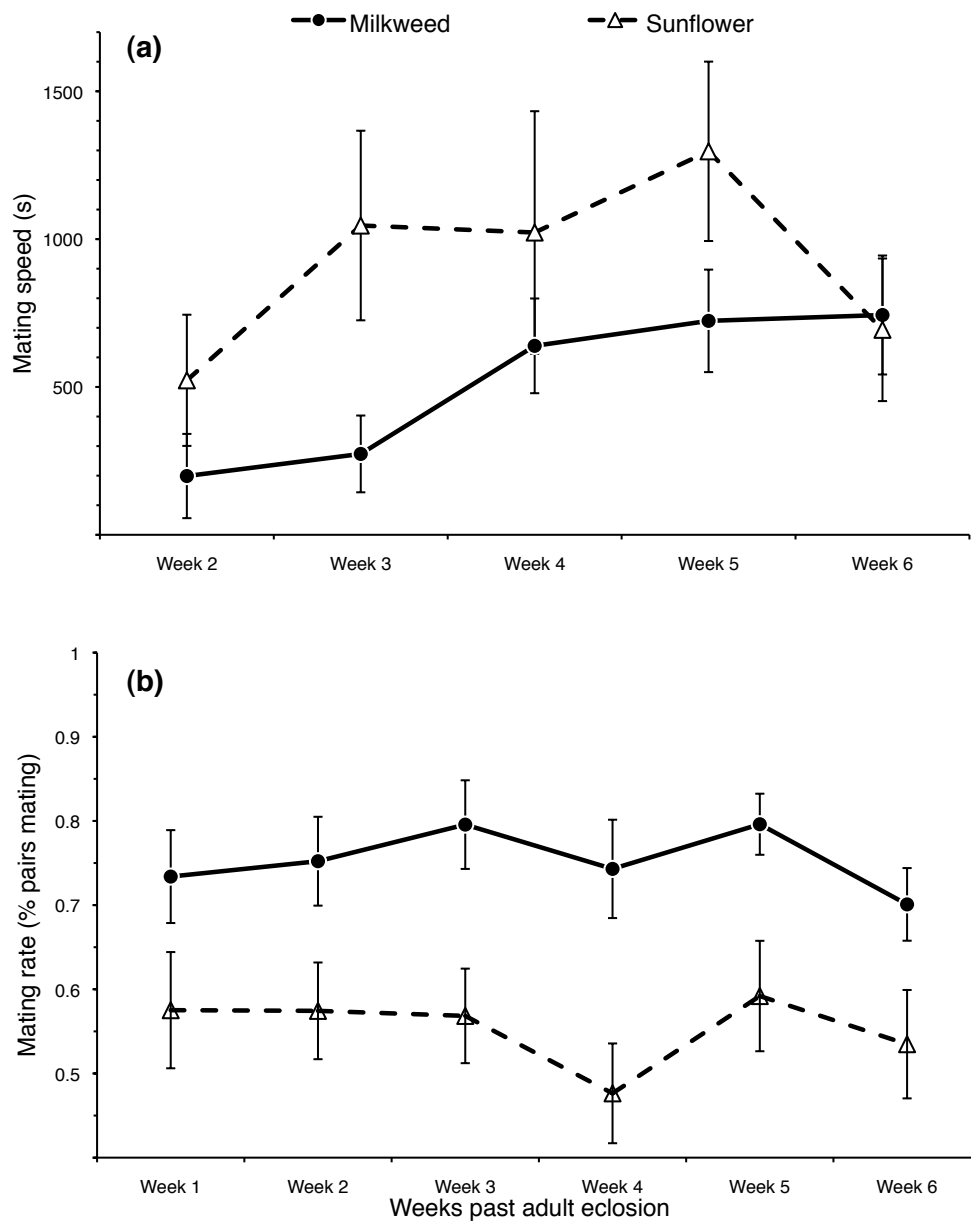 Milkweed
Sunflower
(a)
Mating speed (s)
1500
1000
500
Week 2
Week 3
Week 4
Week 5
Week 6
(b)
Mating rate (% pairs mating)
1
0.9
0.8
0.7
0.6
0.5
Week 1
Week 2
Week 3
Week 4
Week 5
Week 6
Weeks past adult eclosion